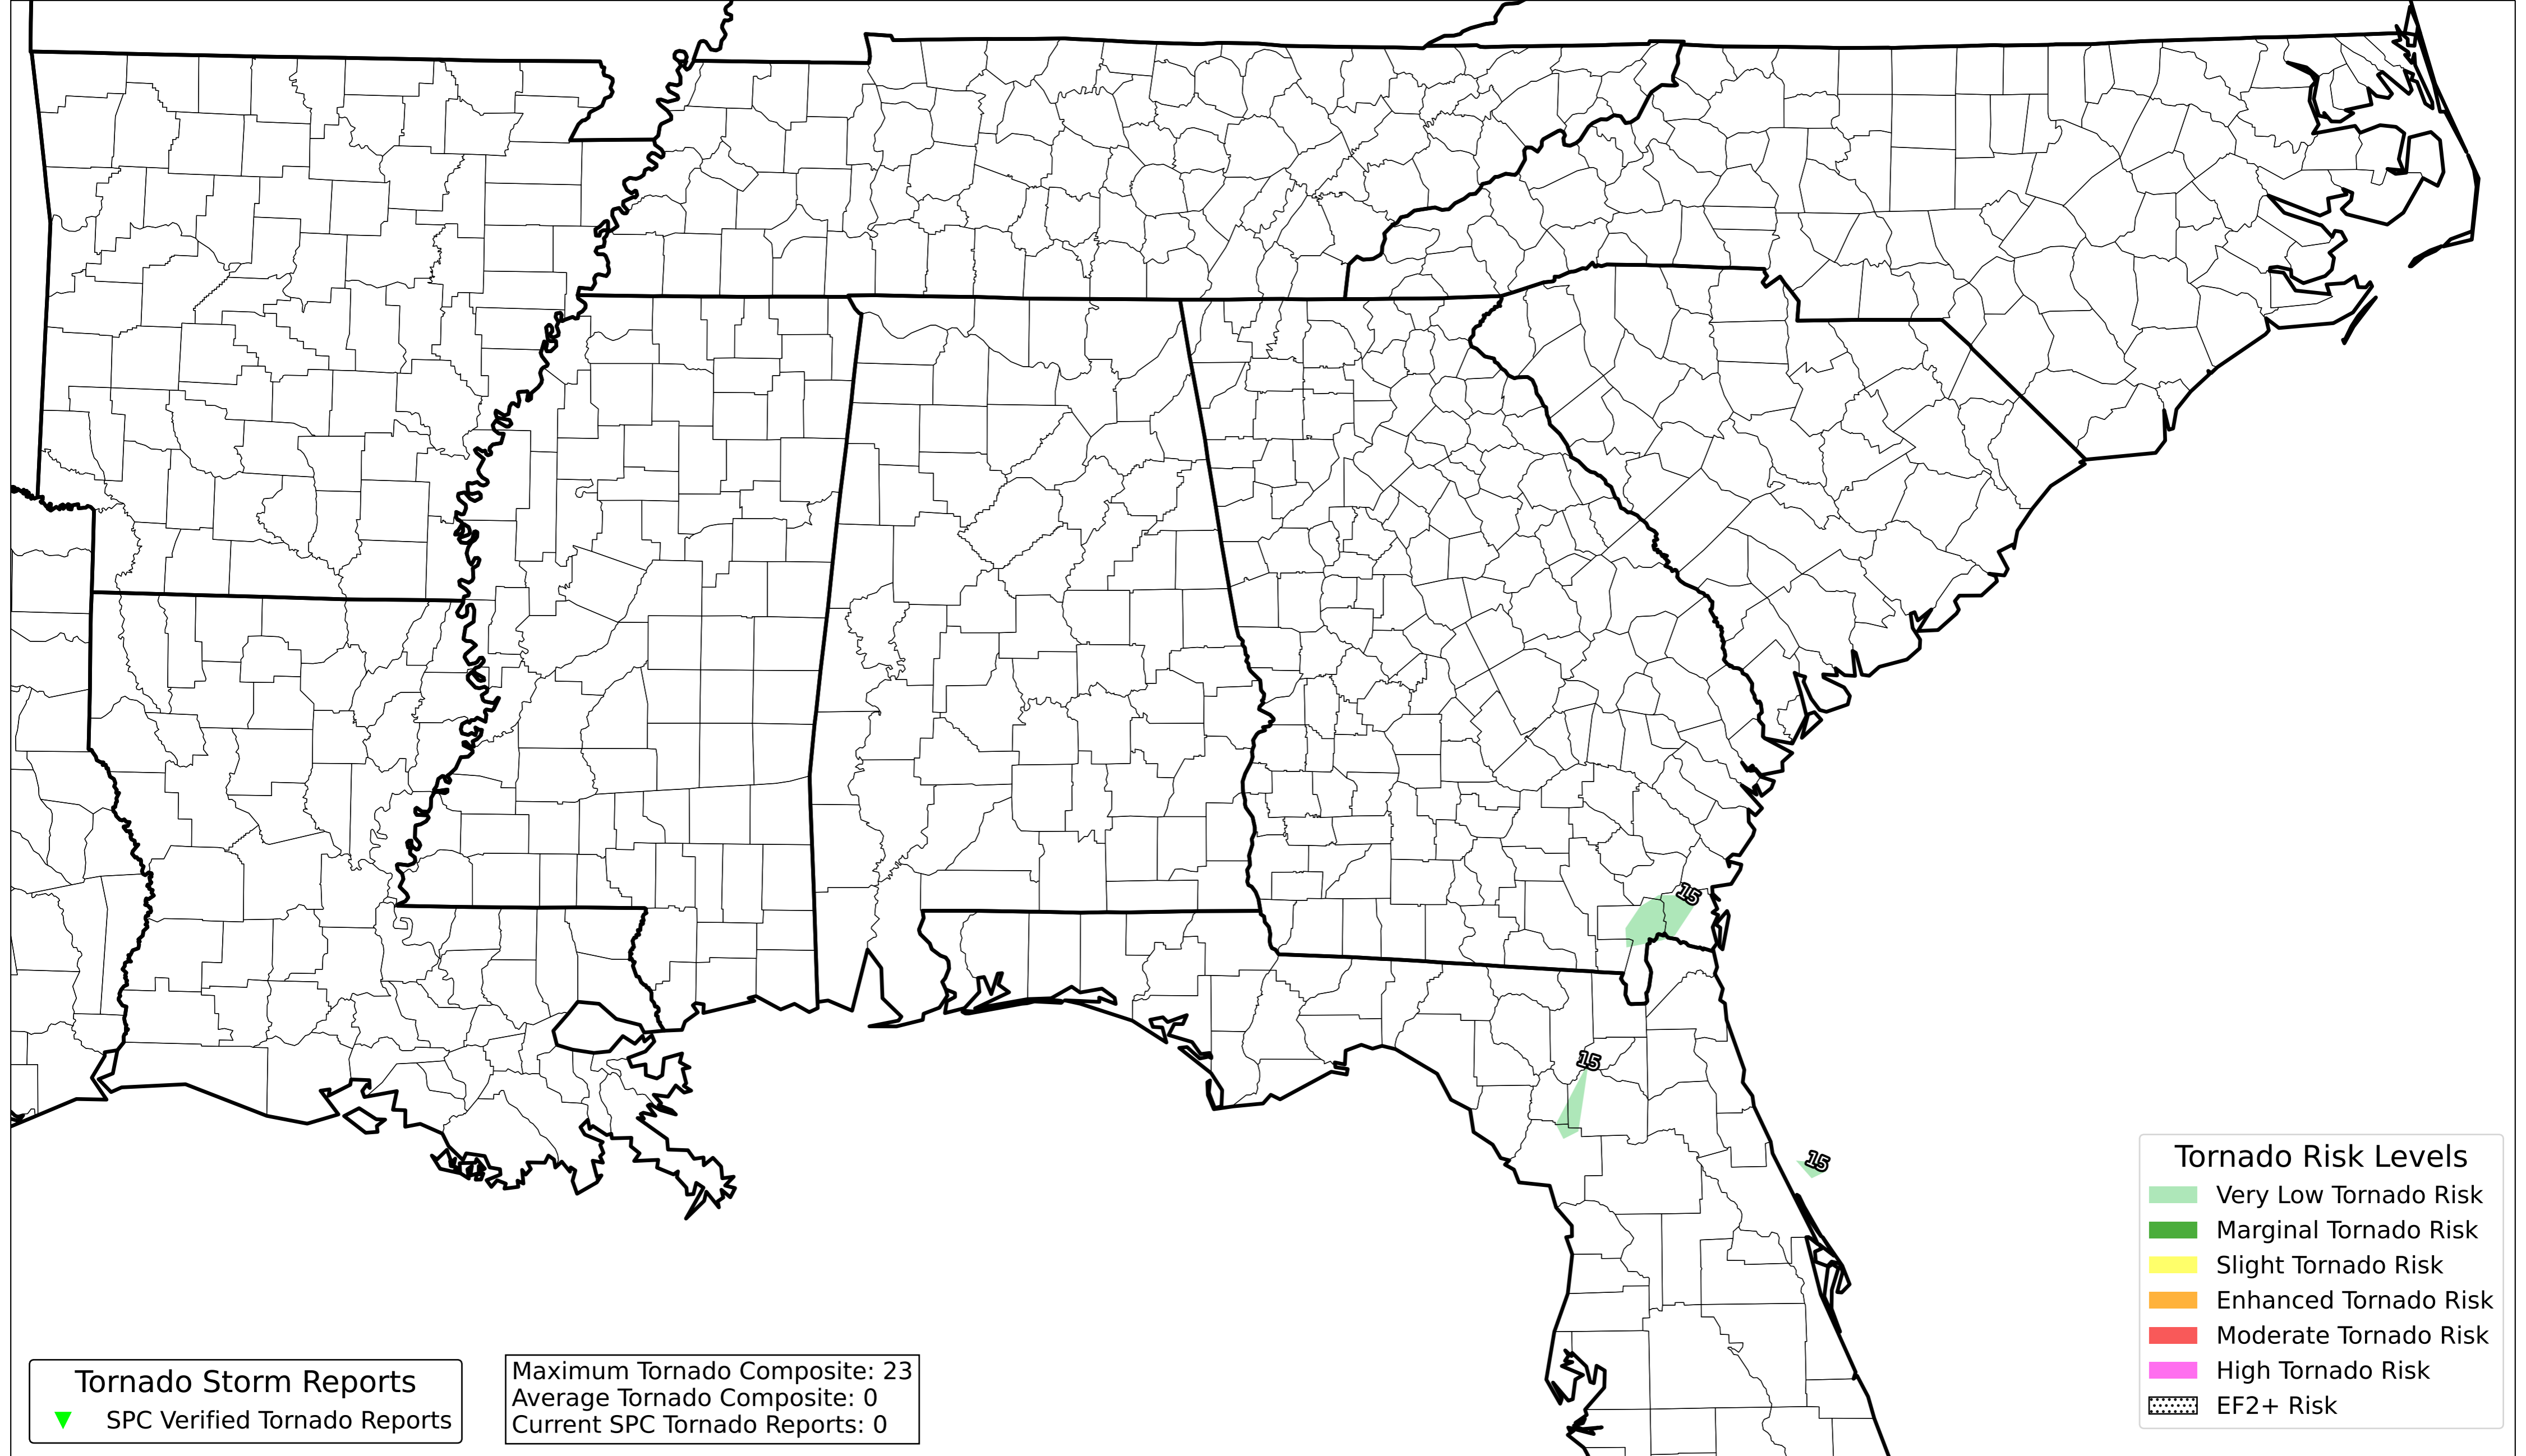 15
15
15
Tornado Risk Levels
Very Low Tornado Risk
Marginal Tornado Risk
Slight Tornado Risk
Enhanced Tornado Risk
Moderate Tornado Risk
High Tornado Risk
EF2+ Risk
Tornado Storm Reports
SPC Verified Tornado Reports
Maximum Tornado Composite: 23
Average Tornado Composite: 0
Current SPC Tornado Reports: 0